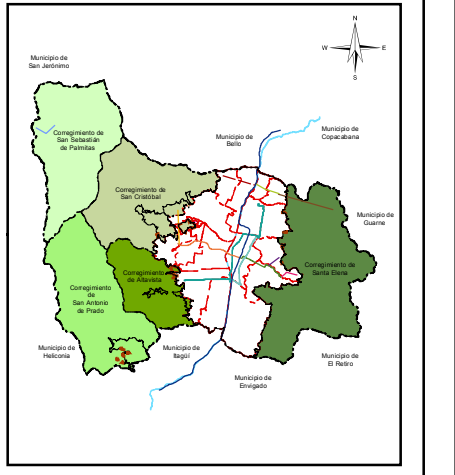 N
W
E
S
Municipio de
San Jerónimo
Corregimiento de
San Sebastián
de Palmitas
Municipio de
Bello
Municipio de
Copacabana
Corregimiento de
San Cristóbal
Municipio de
Guarne
Corregimiento
de Altavista
Corregimiento de
Santa Elena
Corregimiento
de
San Antonio
de Prado
Municipio de
Heliconia
Municipio de
Itagüí
Municipio de
El Retiro
Municipio de
Envigado